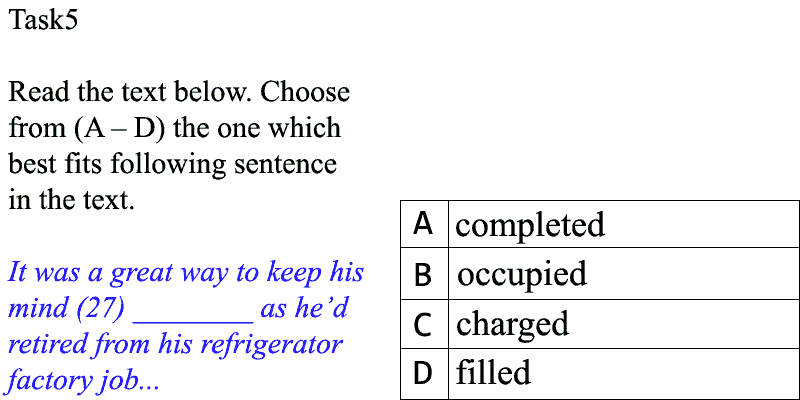 Task5
Read the text below. Choose
from (A – D) the one which
best fits following sentence
in the text.
It was a great way to keep his
mind (27) ________ as he’d
retired from his refrigerator
factory job...
A completed
B occupied
C charged
D filled